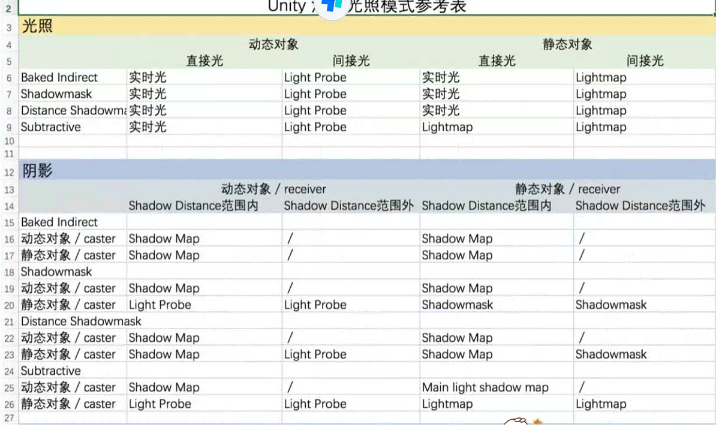 2 Unity 光照模式参考表
3 光照
4 动态对象 静态对象
5 直接光 间接光 直接光 间接光
6 Baked Indirect 实时光 Light Probe 实时光 Lightmap
7 Shadowmask 实时光 Light Probe 实时光 Lightmap
8 Distance Shadowma 实时光 Light Probe 实时光 Lightmap
9 Subtractive 实时光 Light Probe Lightmap Lightmap
10
11
12 阴影
13 动态对象 / receiver 静态对象 / receiver
14 Shadow Distance范围内 Shadow Distance范围外 Shadow Distance范围内 Shadow Distance范围外
15 Baked Indirect
16 动态对象 / caster Shadow Map / Shadow Map /
17 静态对象 / caster Shadow Map / Shadow Map /
18 Shadowmask
19 动态对象 / caster Shadow Map / Shadow Map /
20 静态对象 / caster Light Probe Light Probe Shadowmask Shadowmask
21 Distance Shadowmask
22 动态对象 / caster Shadow Map / Shadow Map /
23 静态对象 / caster Shadow Map Light Probe Shadow Map Shadowmask
24 Subtractive
25 动态对象 / caster Shadow Map / Main light shadow map /
26 静态对象 / caster Light Probe Light Probe Lightmap Lightmap
27